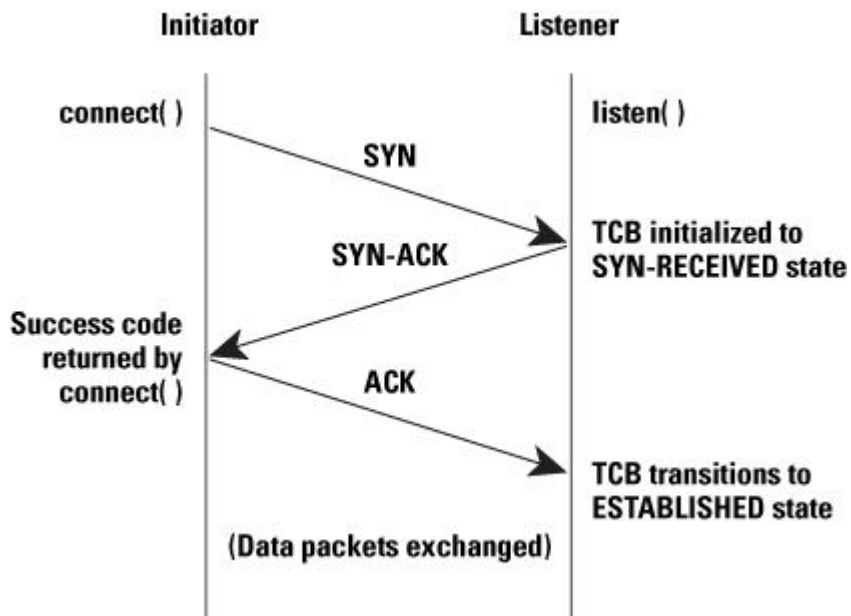 Initiator
Listener
connect( )
listen( )
SYN
TCB initialized to
SYN-RECEIVED state
SYN-ACK
Success code
returned by
connect( )
ACK
TCB transitions to
ESTABLISHED state
(Data packets exchanged)